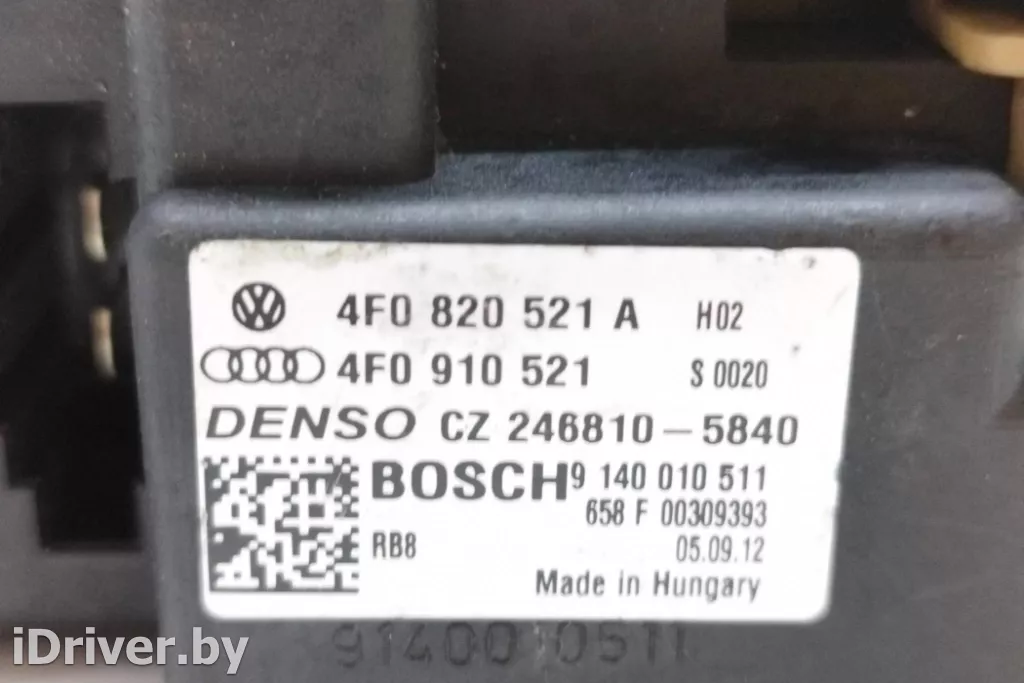 4F0 820 521 A H02
4F0 910 521 S 0020
DENSO CZ 246810-5840
BOSCH 9 140 010 511
658 F 00309393
RB8 05.09.12
Made in Hungary
9140010511
iDriver.by